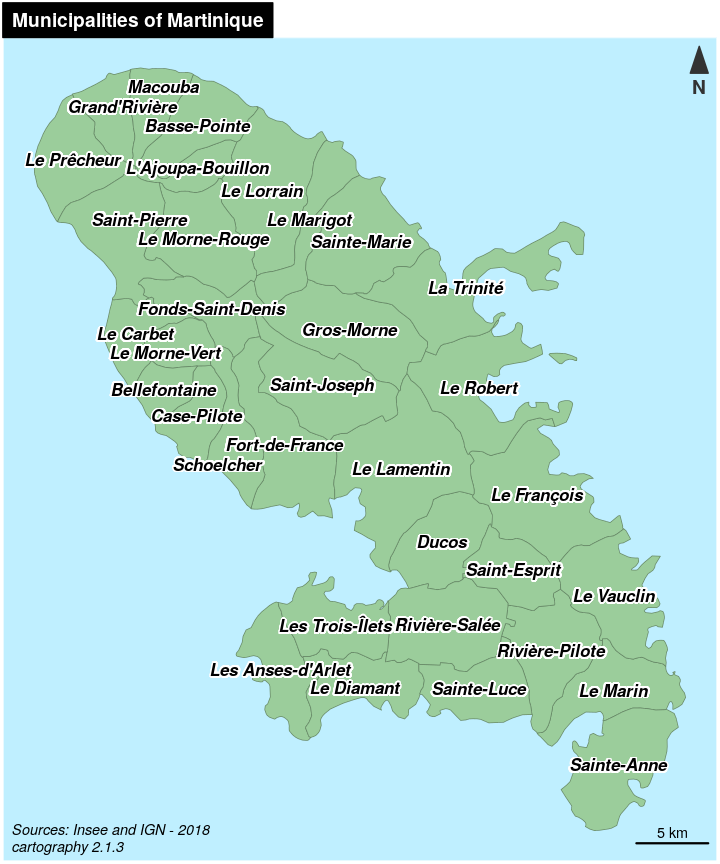 Municipalities of Martinique
N
Macouba
Grand'Rivière
Basse-Pointe
Le Prêcheur
L'Ajoupa-Bouillon
Le Lorrain
Saint-Pierre
Le Marigot
Le Morne-Rouge
Sainte-Marie
La Trinité
Fonds-Saint-Denis
Gros-Morne
Le Carbet
Le Morne-Vert
Saint-Joseph
Le Robert
Bellefontaine
Case-Pilote
Fort-de-France
Schoelcher
Le Lamentin
Le François
Ducos
Saint-Esprit
Le Vauclin
Les Trois-Îlets
Rivière-Salée
Rivière-Pilote
Les Anses-d'Arlet
Le Diamant
Sainte-Luce
Le Marin
Sainte-Anne
Sources: Insee and IGN - 2018
cartography 2.1.3
5 km